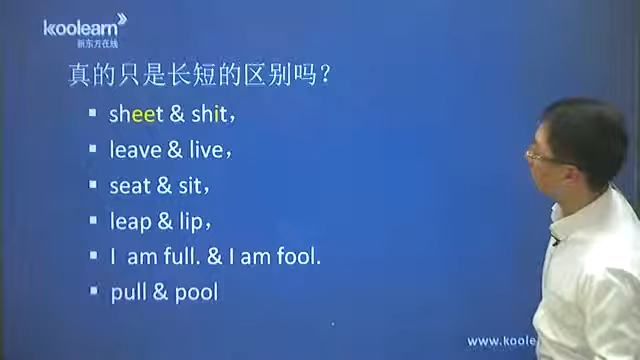 koolearn
新东方在线
真的只是长短的区别吗？
sheet & shit,
leave & live,
seat & sit,
leap & lip,
I am full. & I am fool.
pull & pool
www.koole